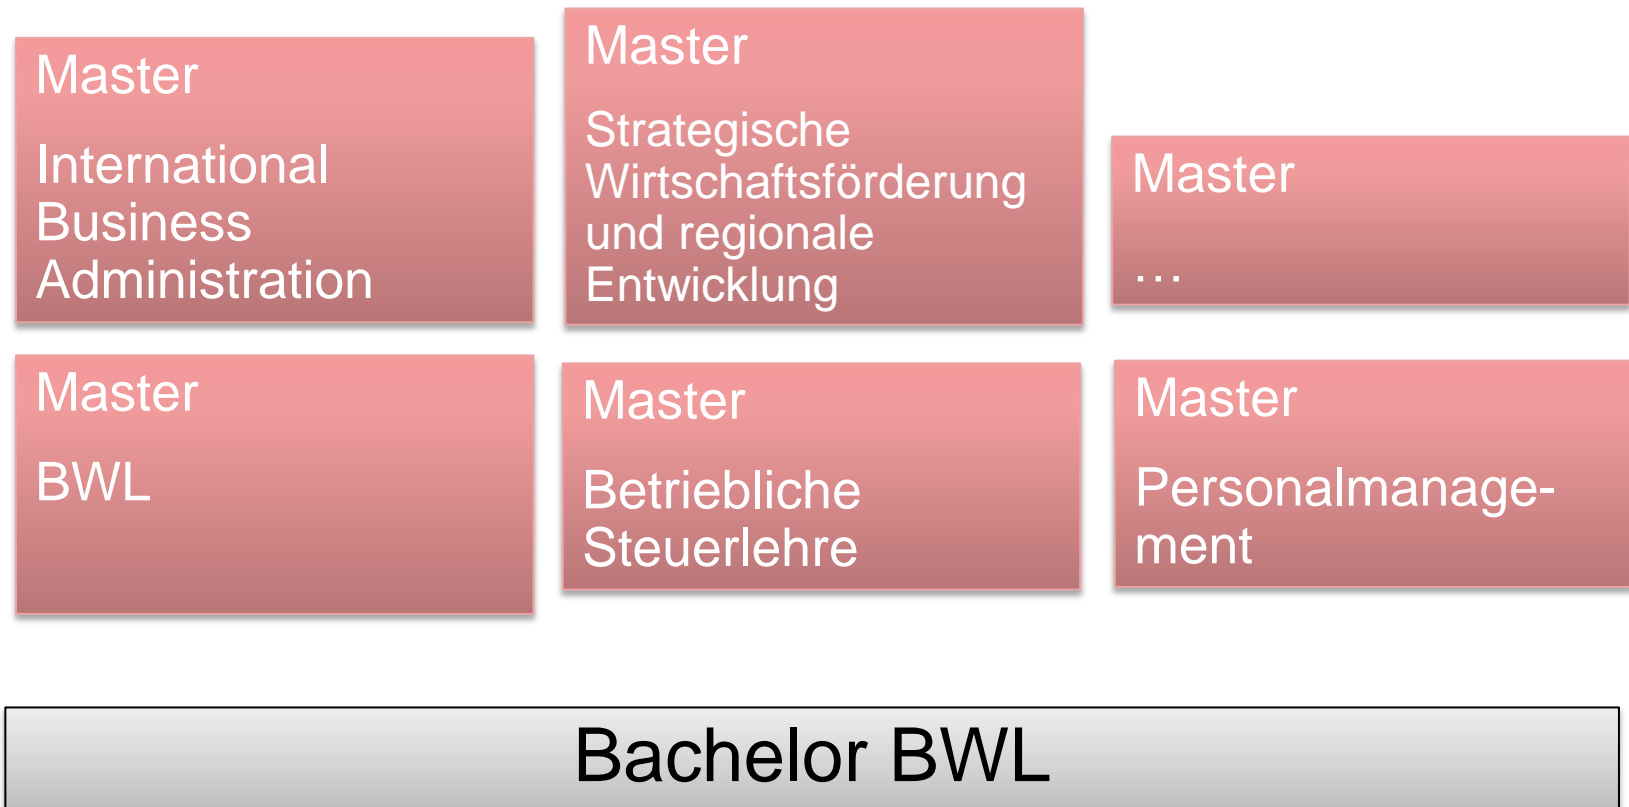 Master
International
Business
Administration
Master
Strategische
Wirtschaftsförderung
und regionale
Entwicklung
Master
…
Master
BWL
Master
Betriebliche
Steuerlehre
Master
Personalmanage-
ment
Bachelor BWL